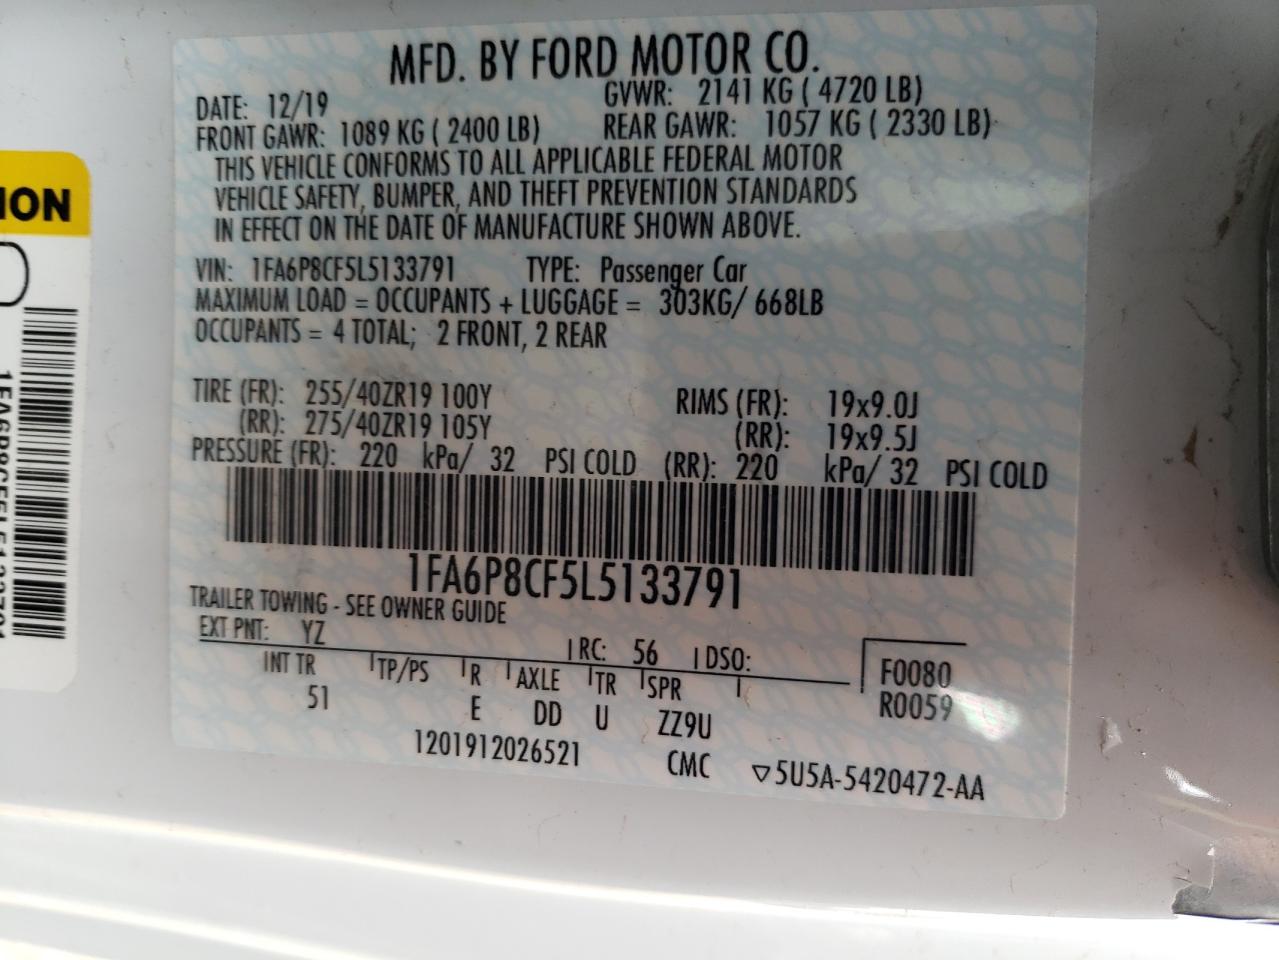 MFD. BY FORD MOTOR CO.
DATE: 12/19 GVWR: 2141 KG ( 4720 LB)
FRONT GAWR: 1089 KG ( 2400 LB) REAR GAWR: 1057 KG ( 2330 LB)
THIS VEHICLE CONFORMS TO ALL APPLICABLE FEDERAL MOTOR
VEHICLE SAFETY, BUMPER, AND THEFT PREVENTION STANDARDS
IN EFFECT ON THE DATE OF MANUFACTURE SHOWN ABOVE.
VIN: 1FA6P8CF5L5133791 TYPE: Passenger Car
MAXIMUM LOAD = OCCUPANTS + LUGGAGE = 303KG/ 668LB
OCCUPANTS = 4 TOTAL; 2 FRONT, 2 REAR
TIRE (FR): 255/40ZR19 100Y RIMS (FR): 19x9.0J
(RR): 275/40ZR19 105Y (RR): 19x9.5J
PRESSURE (FR): 220 kPa/ 32 PSI COLD (RR): 220 kPa/ 32 PSI COLD
1FA6P8CF5L5133791
TRAILER TOWING - SEE OWNER GUIDE
EXT PNT: YZ RC: 56 DSO: F0080
INT TR TP/PS R AXLE TR SPR R0059
51 E DD U ZZ9U
1201912026521 CMC ▽5U5A-5420472-AA
ION